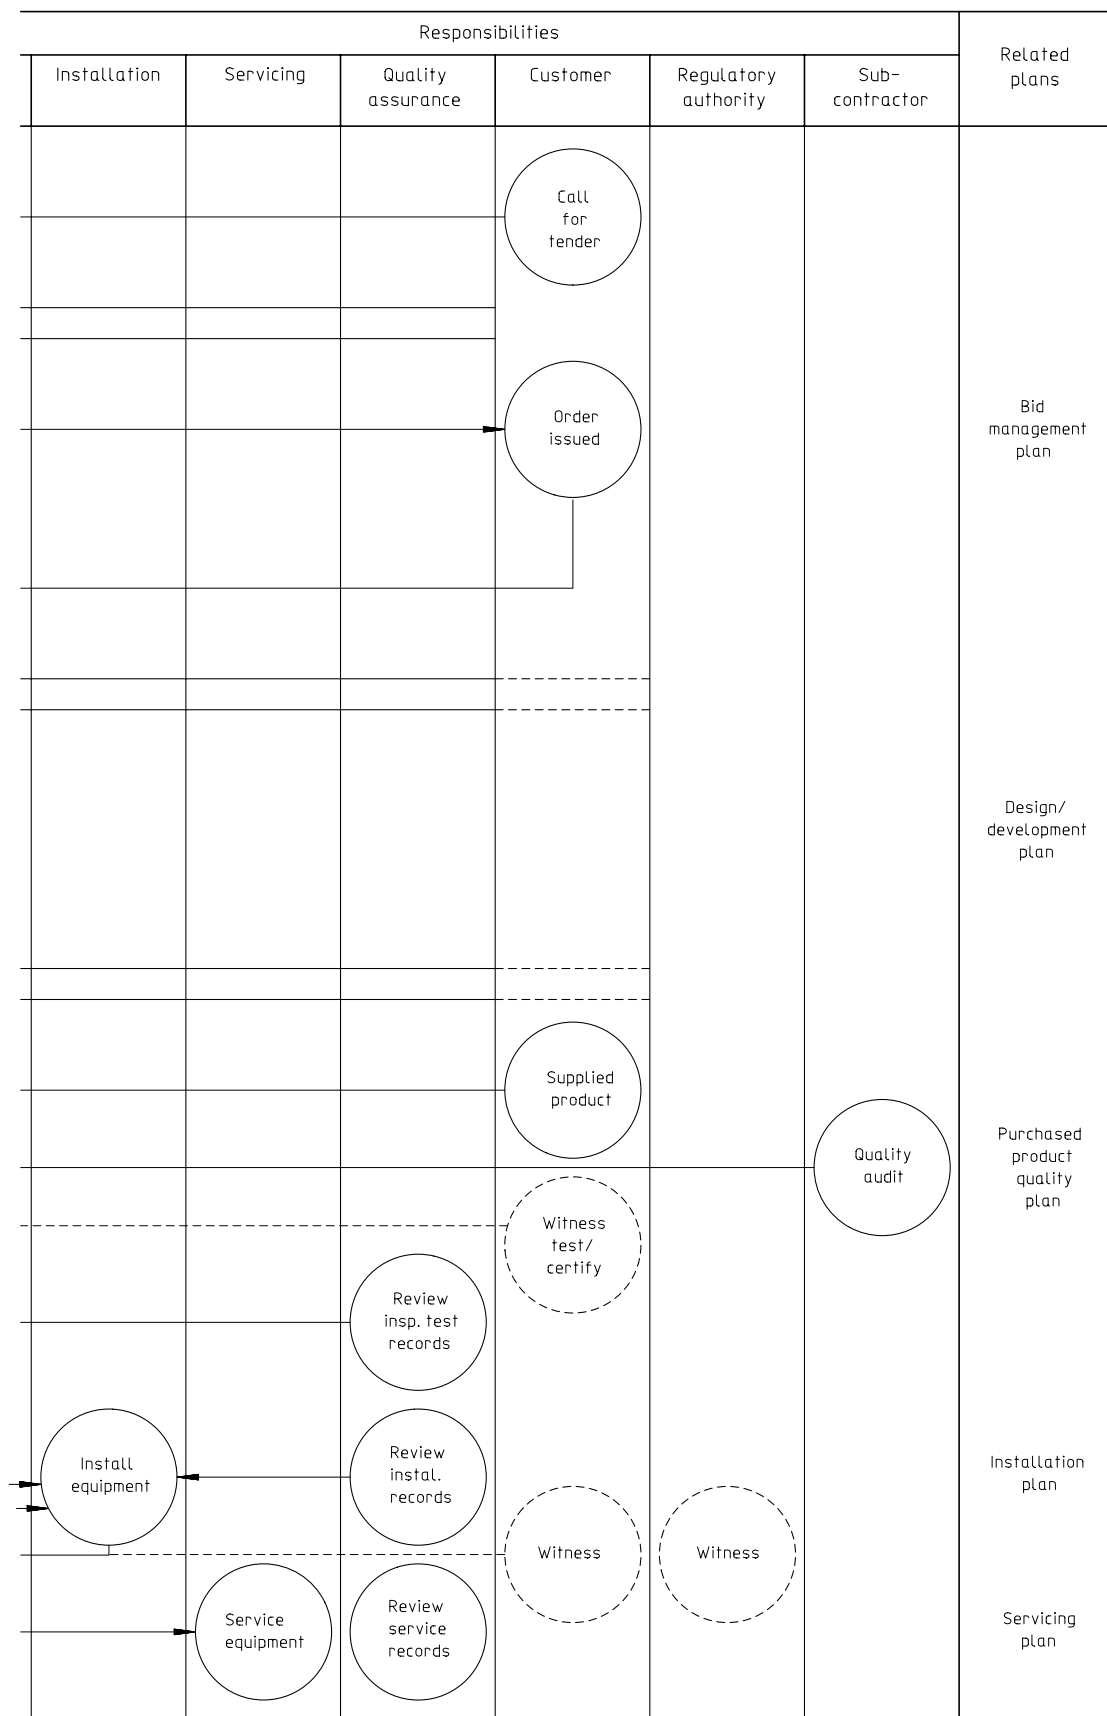 Responsibilities
Related
plans
Installation
Servicing
Quality
assurance
Customer
Regulatory
authority
Sub-
contractor
Call
for
tender
Order
issued
Bid
management
plan
Design/
development
plan
Supplied
product
Quality
audit
Purchased
product
quality
plan
Witness
test/
certify
Review
insp. test
records
Install
equipment
Review
instal.
records
Installation
plan
Witness
Witness
Service
equipment
Review
service
records
Servicing
plan